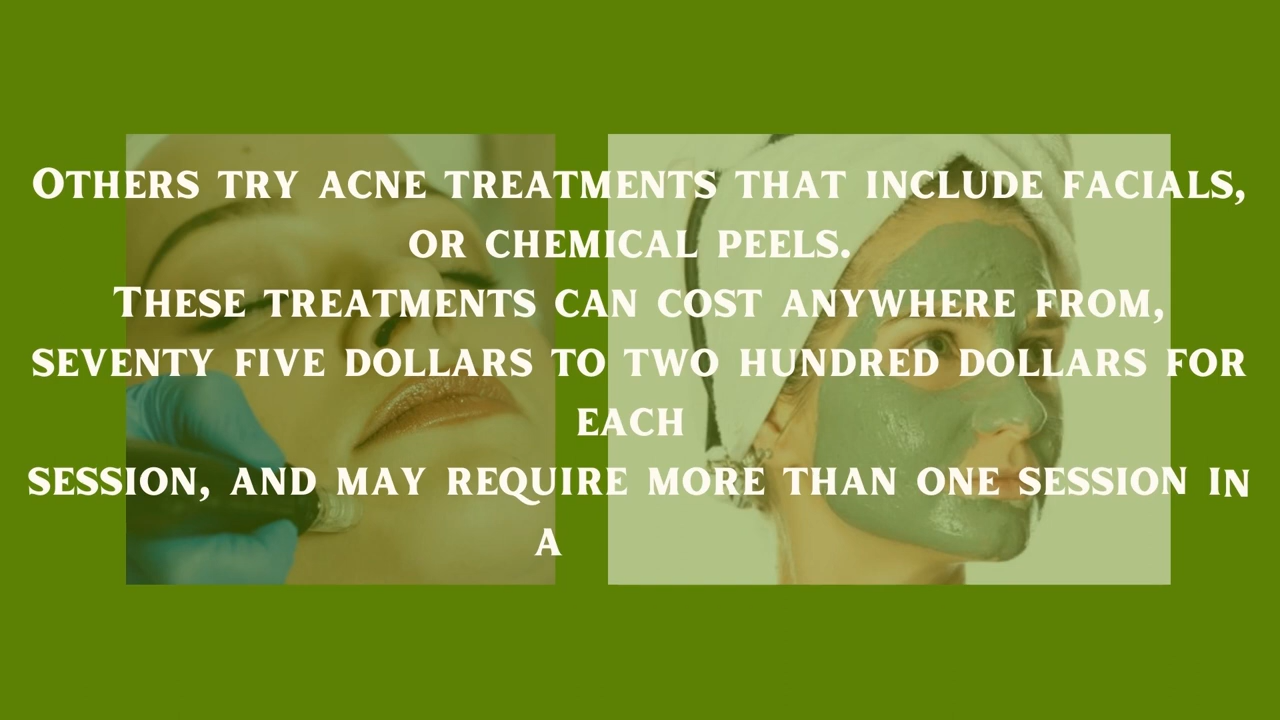 Others try acne treatments that include facials,
or chemical peels.
These treatments can cost anywhere from,
seventy five dollars to two hundred dollars for
each
session, and may require more than one session in
a